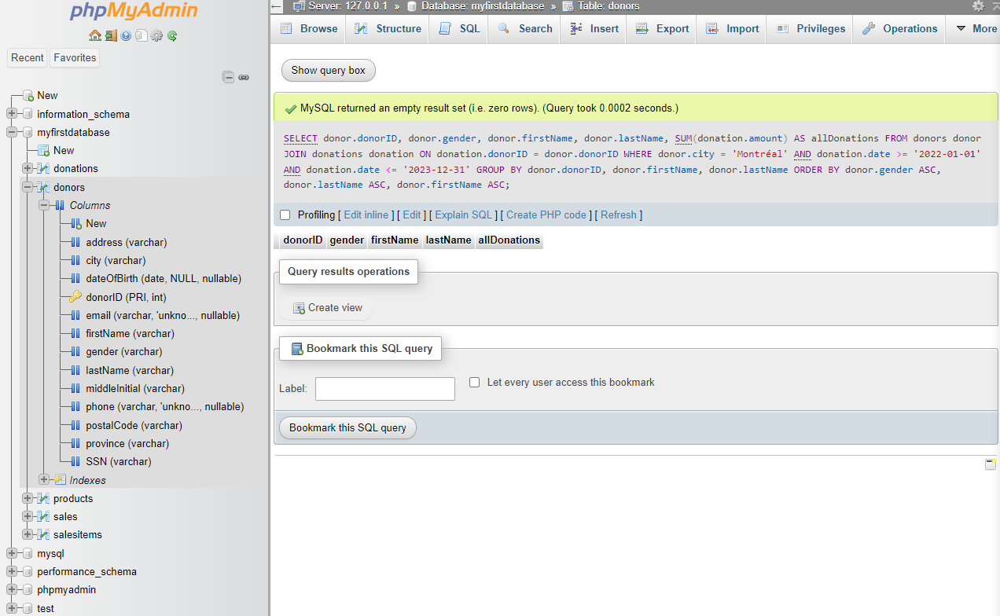 phpMyAdmin
Recent Favorites
New
information_schema
myfirstdatabase
New
donations
donors
Columns
New
address (varchar)
city (varchar)
dateOfBirth (date, NULL, nullable)
donorID (PRI, int)
email (varchar, 'unkno..., nullable)
firstName (varchar)
gender (varchar)
lastName (varchar)
middleInitial (varchar)
phone (varchar, 'unkno..., nullable)
postalCode (varchar)
province (varchar)
SSN (varchar)
Indexes
products
sales
salesitems
mysql
performance_schema
phpmyadmin
test
Server: 127.0.0.1 » Database: myfirstdatabase » Table: donors
Browse Structure SQL Search Insert Export Import Privileges Operations More
Show query box
MySQL returned an empty result set (i.e. zero rows). (Query took 0.0002 seconds.)
SELECT donor.donorID, donor.gender, donor.firstName, donor.lastName, SUM(donation.amount) AS allDonations FROM donors donor
JOIN donations donation ON donation.donorID = donor.donorID WHERE donor.city = 'Montréal' AND donation.date >= '2022-01-01'
AND donation.date <= '2023-12-31' GROUP BY donor.donorID, donor.firstName, donor.lastName ORDER BY donor.gender ASC,
donor.lastName ASC, donor.firstName ASC;
Profiling [ Edit inline ] [ Edit ] [ Explain SQL ] [ Create PHP code ] [ Refresh ]
donorID gender firstName lastName allDonations
Query results operations
Create view
Bookmark this SQL query
Label: Let every user access this bookmark
Bookmark this SQL query